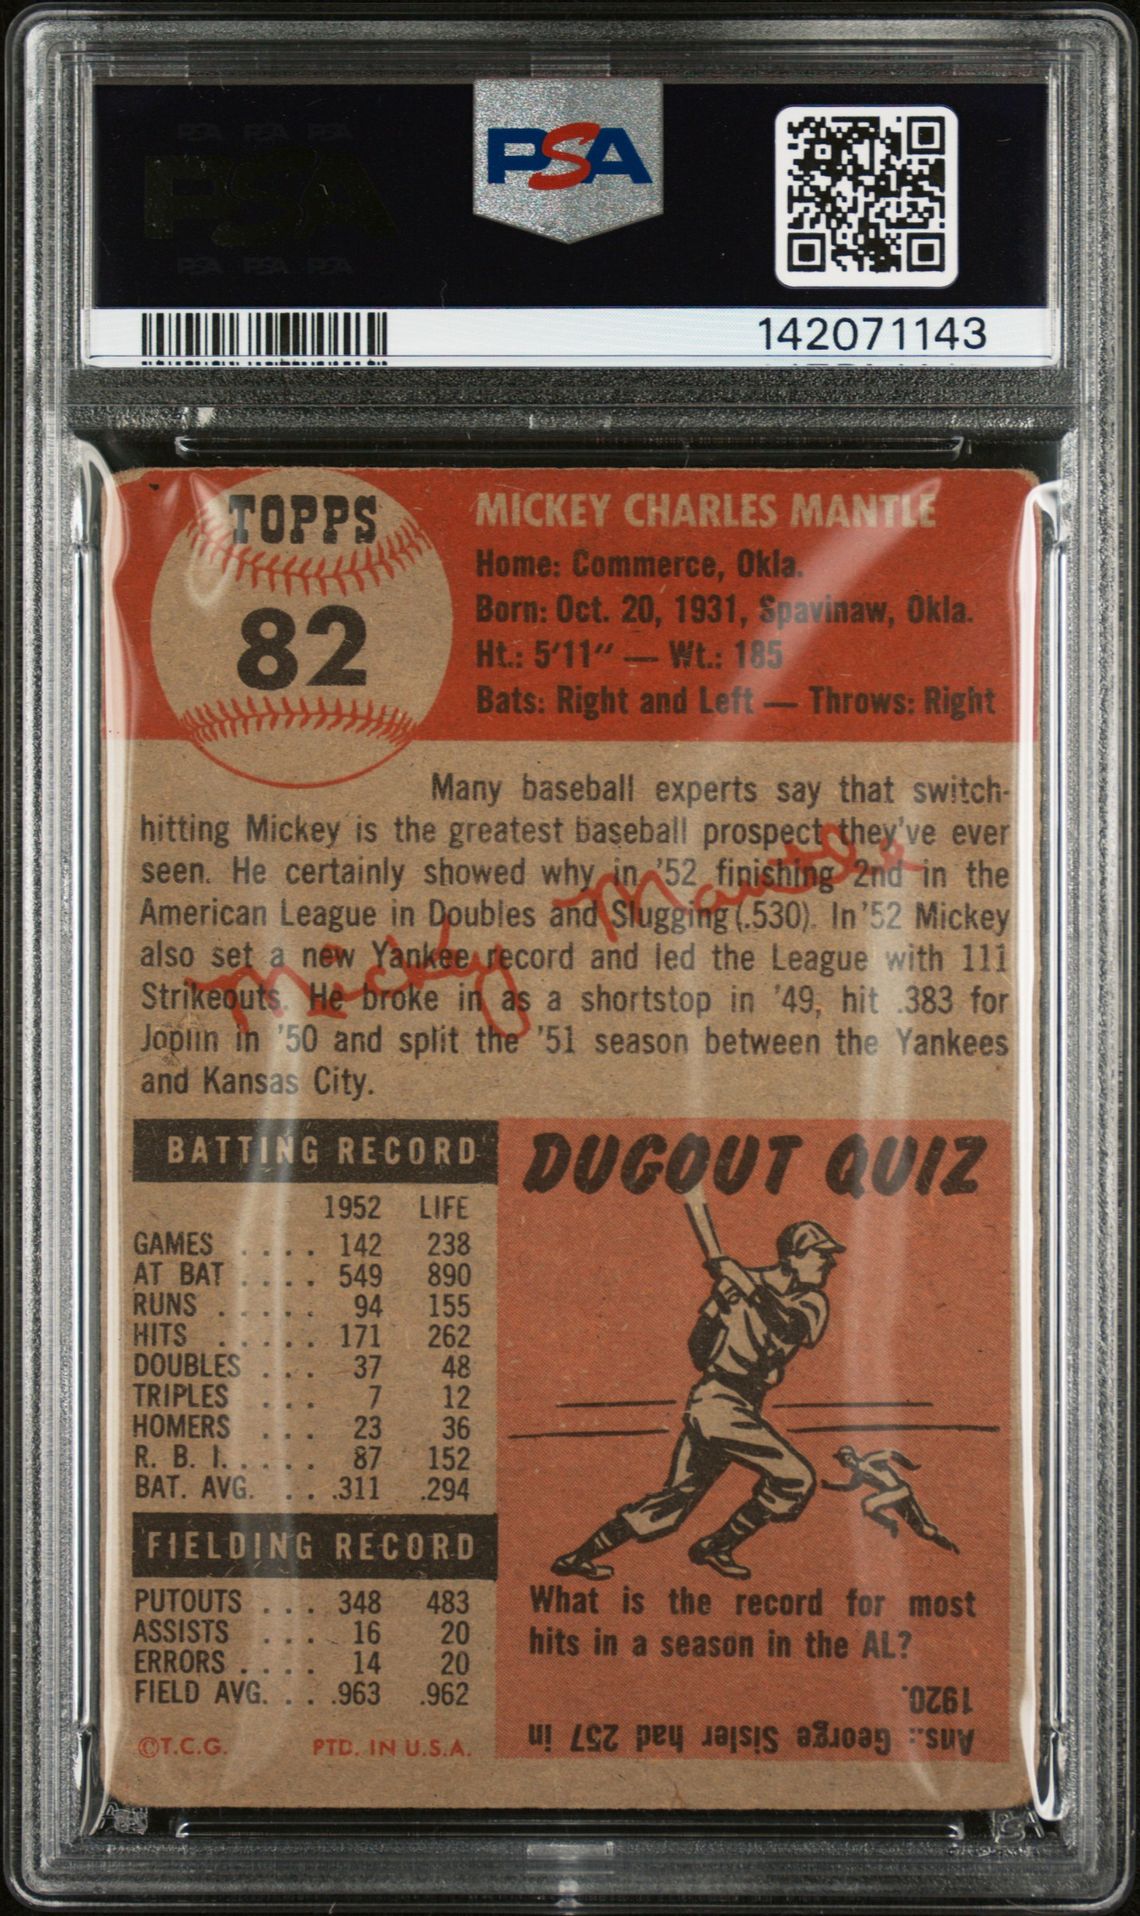 PSA PSA PSA
PSA
PSA PSA PSA
PSA
142071143
TOPPS
82
MICKEY CHARLES MANTLE
Home: Commerce, Okla.
Born: Oct. 20, 1931, Spavinaw, Okla.
Ht.: 5'11" — Wt.: 185
Bats: Right and Left — Throws: Right
Many baseball experts say that switch-
hitting Mickey is the greatest baseball prospect they've ever
seen. He certainly showed why in '52 finishing 2nd in the
American League in Doubles and Slugging (.530). In '52 Mickey
also set a new Yankee record and led the League with 111
Strikeouts. He broke in as a shortstop in '49, hit .383 for
Joplin in '50 and split the '51 season between the Yankees
and Kansas City.
Mickey Mantle
BATTING RECORD
1952 LIFE
GAMES .... 142 238
AT BAT .... 549 890
RUNS ..... 94 155
HITS ..... 171 262
DOUBLES ... 37 48
TRIPLES ... 7 12
HOMERS ... 23 36
R. B. I. .... 87 152
BAT. AVG. ... .311 .294
FIELDING RECORD
PUTOUTS ... 348 483
ASSISTS ... 16 20
ERRORS .... 14 20
FIELD AVG. ... .963 .962
©T.C.G. PTD. IN U.S.A.
DUGOUT QUIZ
What is the record for most
hits in a season in the AL?
Ans.: George Sisler had 257 in
1920.